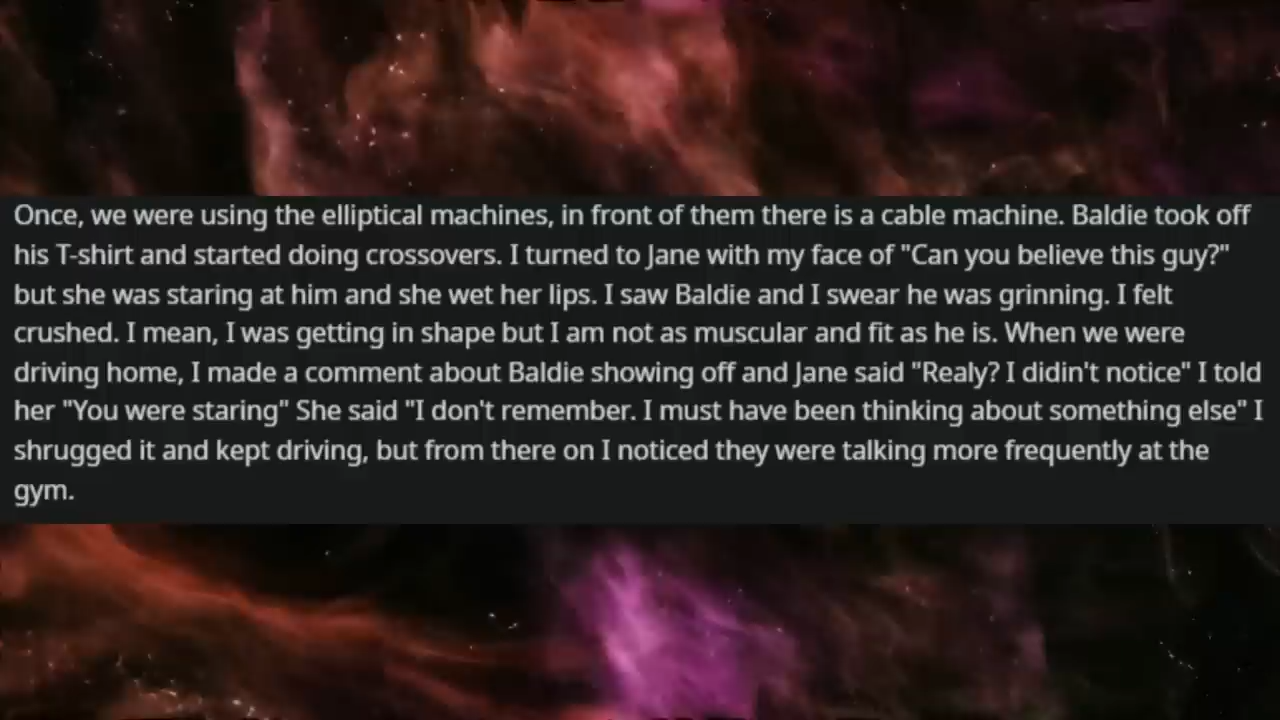 Once, we were using the elliptical machines, in front of them there is a cable machine. Baldie took off
his T-shirt and started doing crossovers. I turned to Jane with my face of "Can you believe this guy?"
but she was staring at him and she wet her lips. I saw Baldie and I swear he was grinning. I felt
crushed. I mean, I was getting in shape but I am not as muscular and fit as he is. When we were
driving home, I made a comment about Baldie showing off and Jane said "Realy? I didin't notice" I told
her "You were staring" She said "I don't remember. I must have been thinking about something else" I
shrugged it and kept driving, but from there on I noticed they were talking more frequently at the
gym.